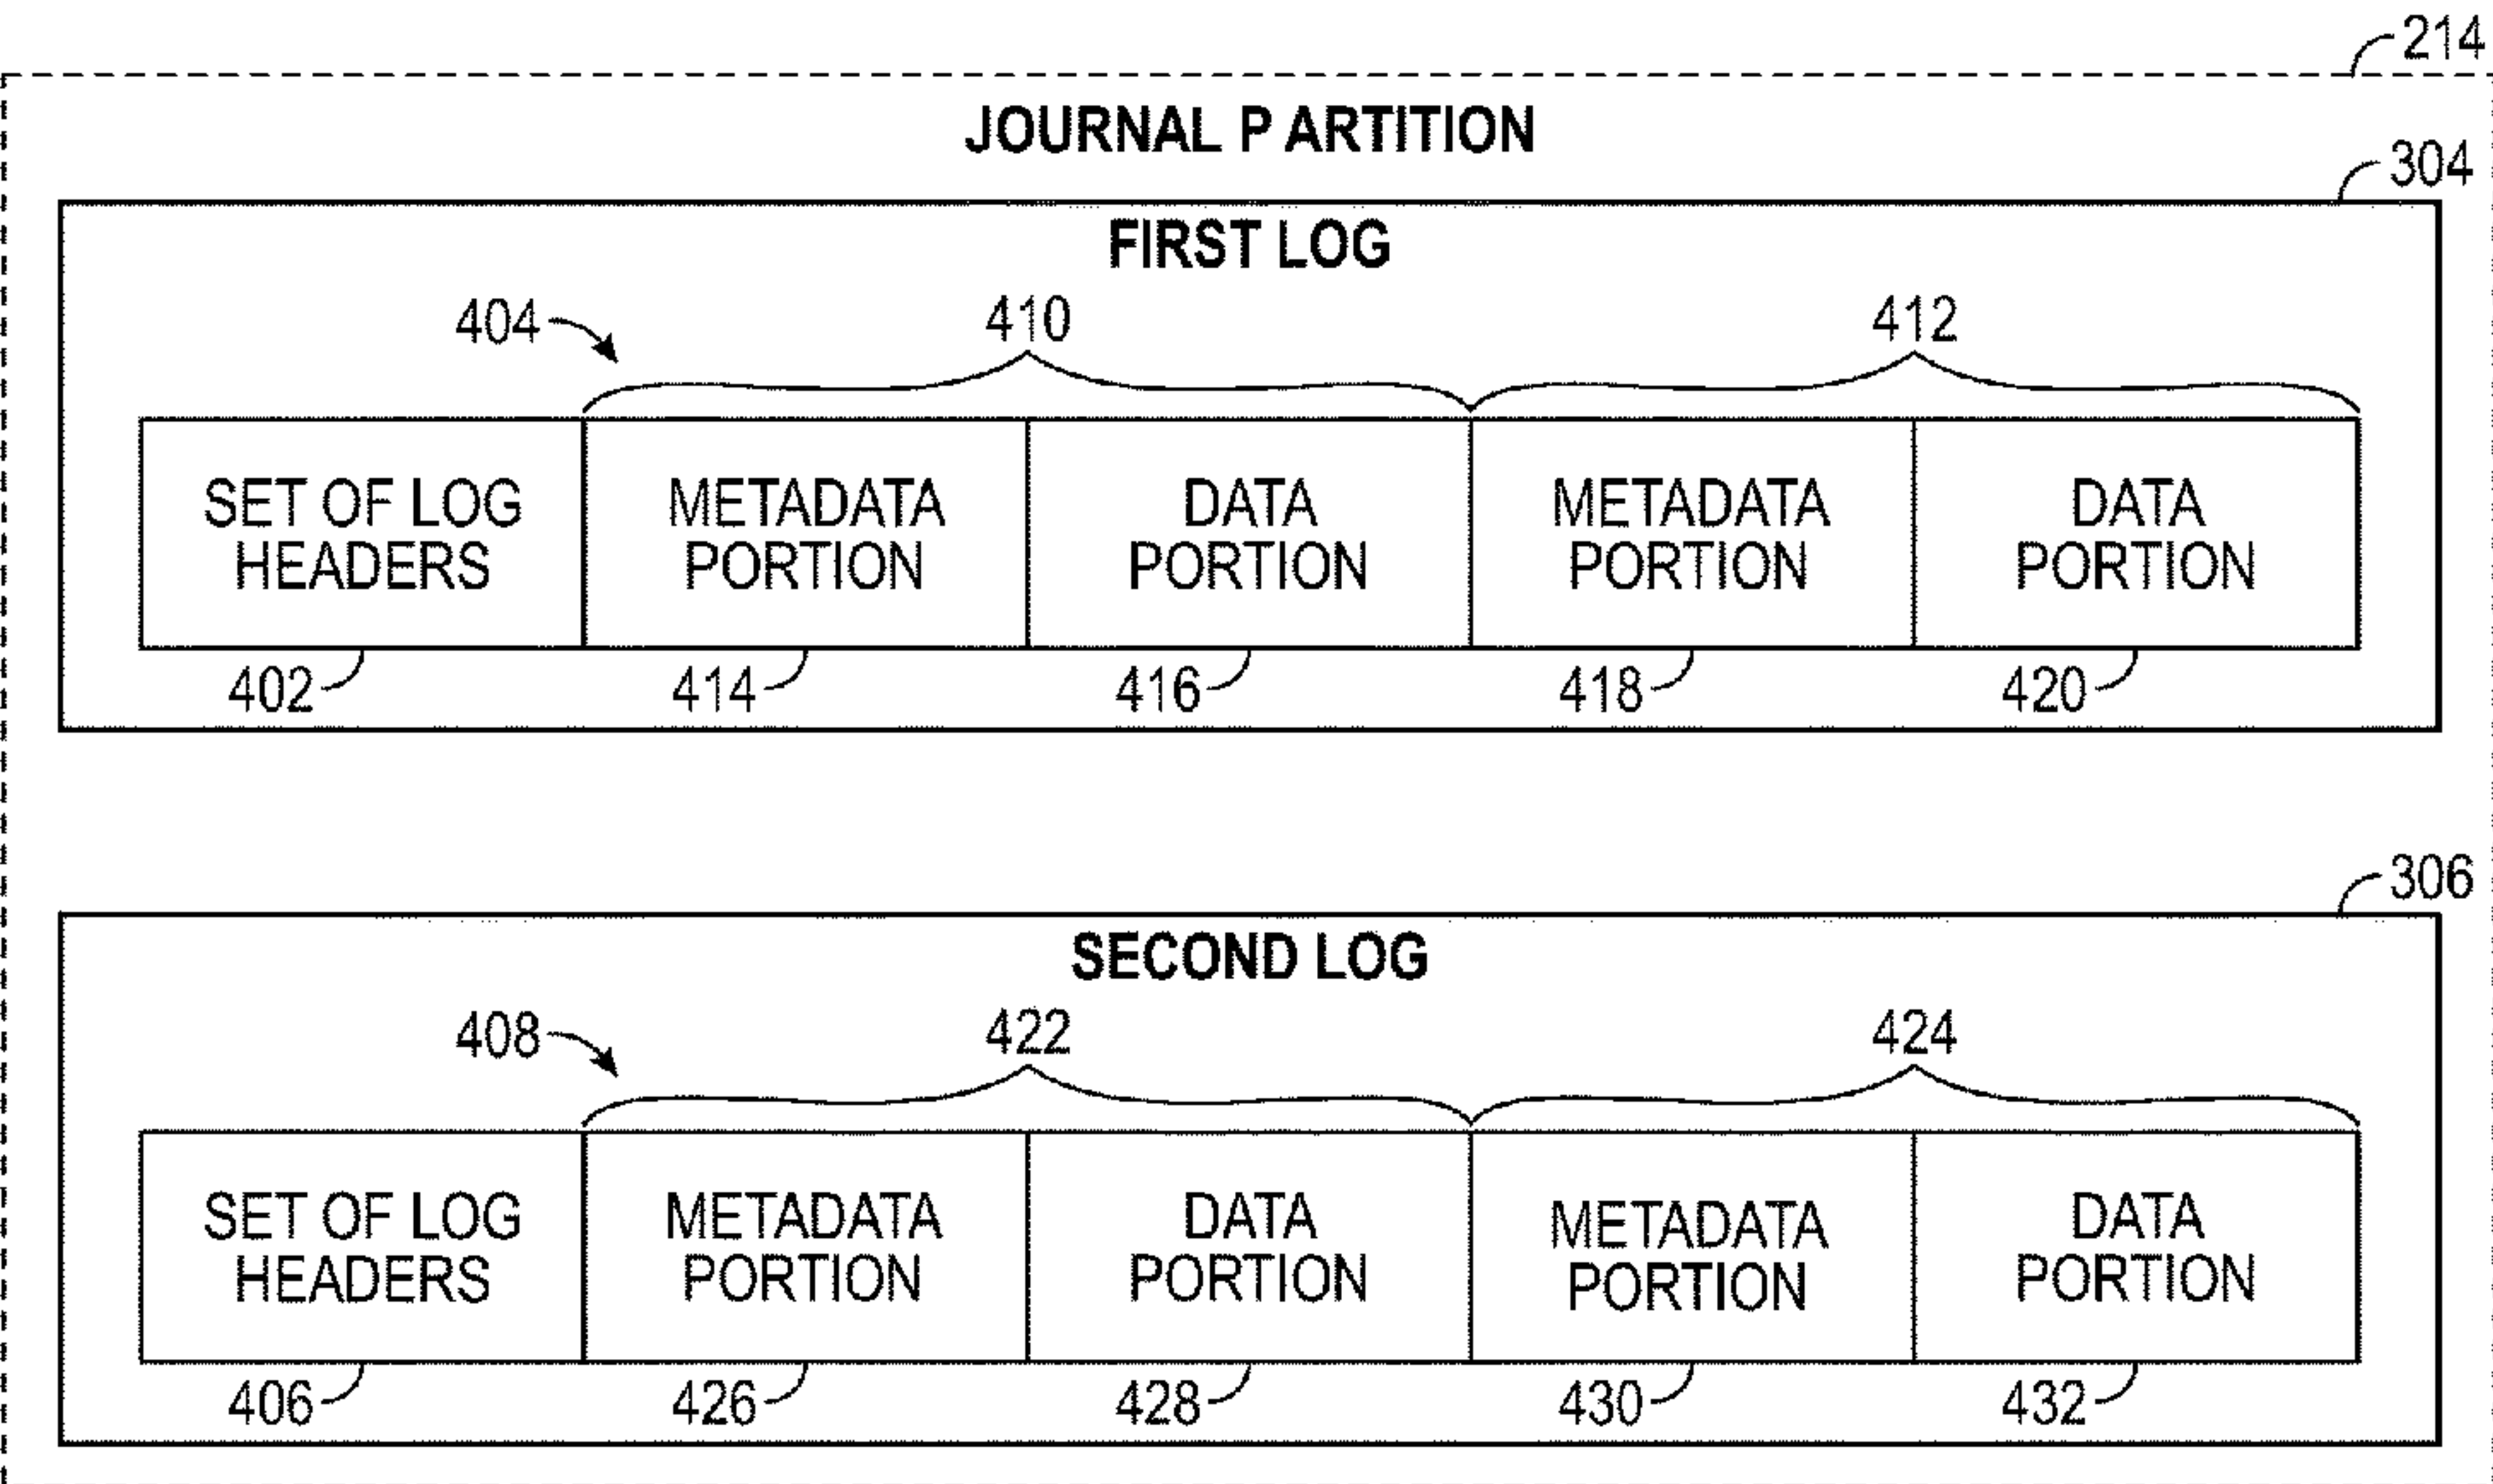 214
JOURNAL P ARTITION
304
FIRST LOG
404
410
412
SET OF LOG HEADERS
METADATA PORTION
DATA PORTION
METADATA PORTION
DATA PORTION
402
414
416
418
420
306
SECOND LOG
408
422
424
SET OF LOG HEADERS
METADATA PORTION
DATA PORTION
METADATA PORTION
DATA PORTION
406
426
428
430
432